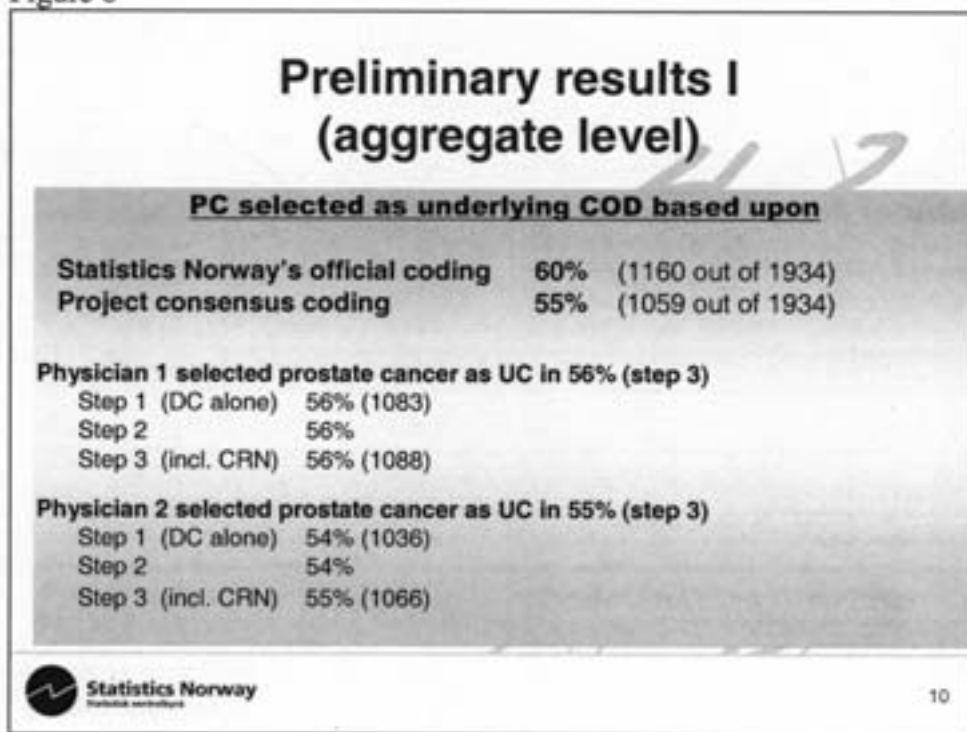 Preliminary results I
(aggregate level)
PC selected as underlying COD based upon
Statistics Norway's official coding 60% (1160 out of 1934)
Project consensus coding 55% (1059 out of 1934)
Physician 1 selected prostate cancer as UC in 56% (step 3)
Step 1 (DC alone) 56% (1083)
Step 2 56%
Step 3 (incl. CRN) 56% (1088)
Physician 2 selected prostate cancer as UC in 55% (step 3)
Step 1 (DC alone) 54% (1036)
Step 2 54%
Step 3 (incl. CRN) 55% (1066)
Statistics Norway
Statistisk sentralbyrå
10